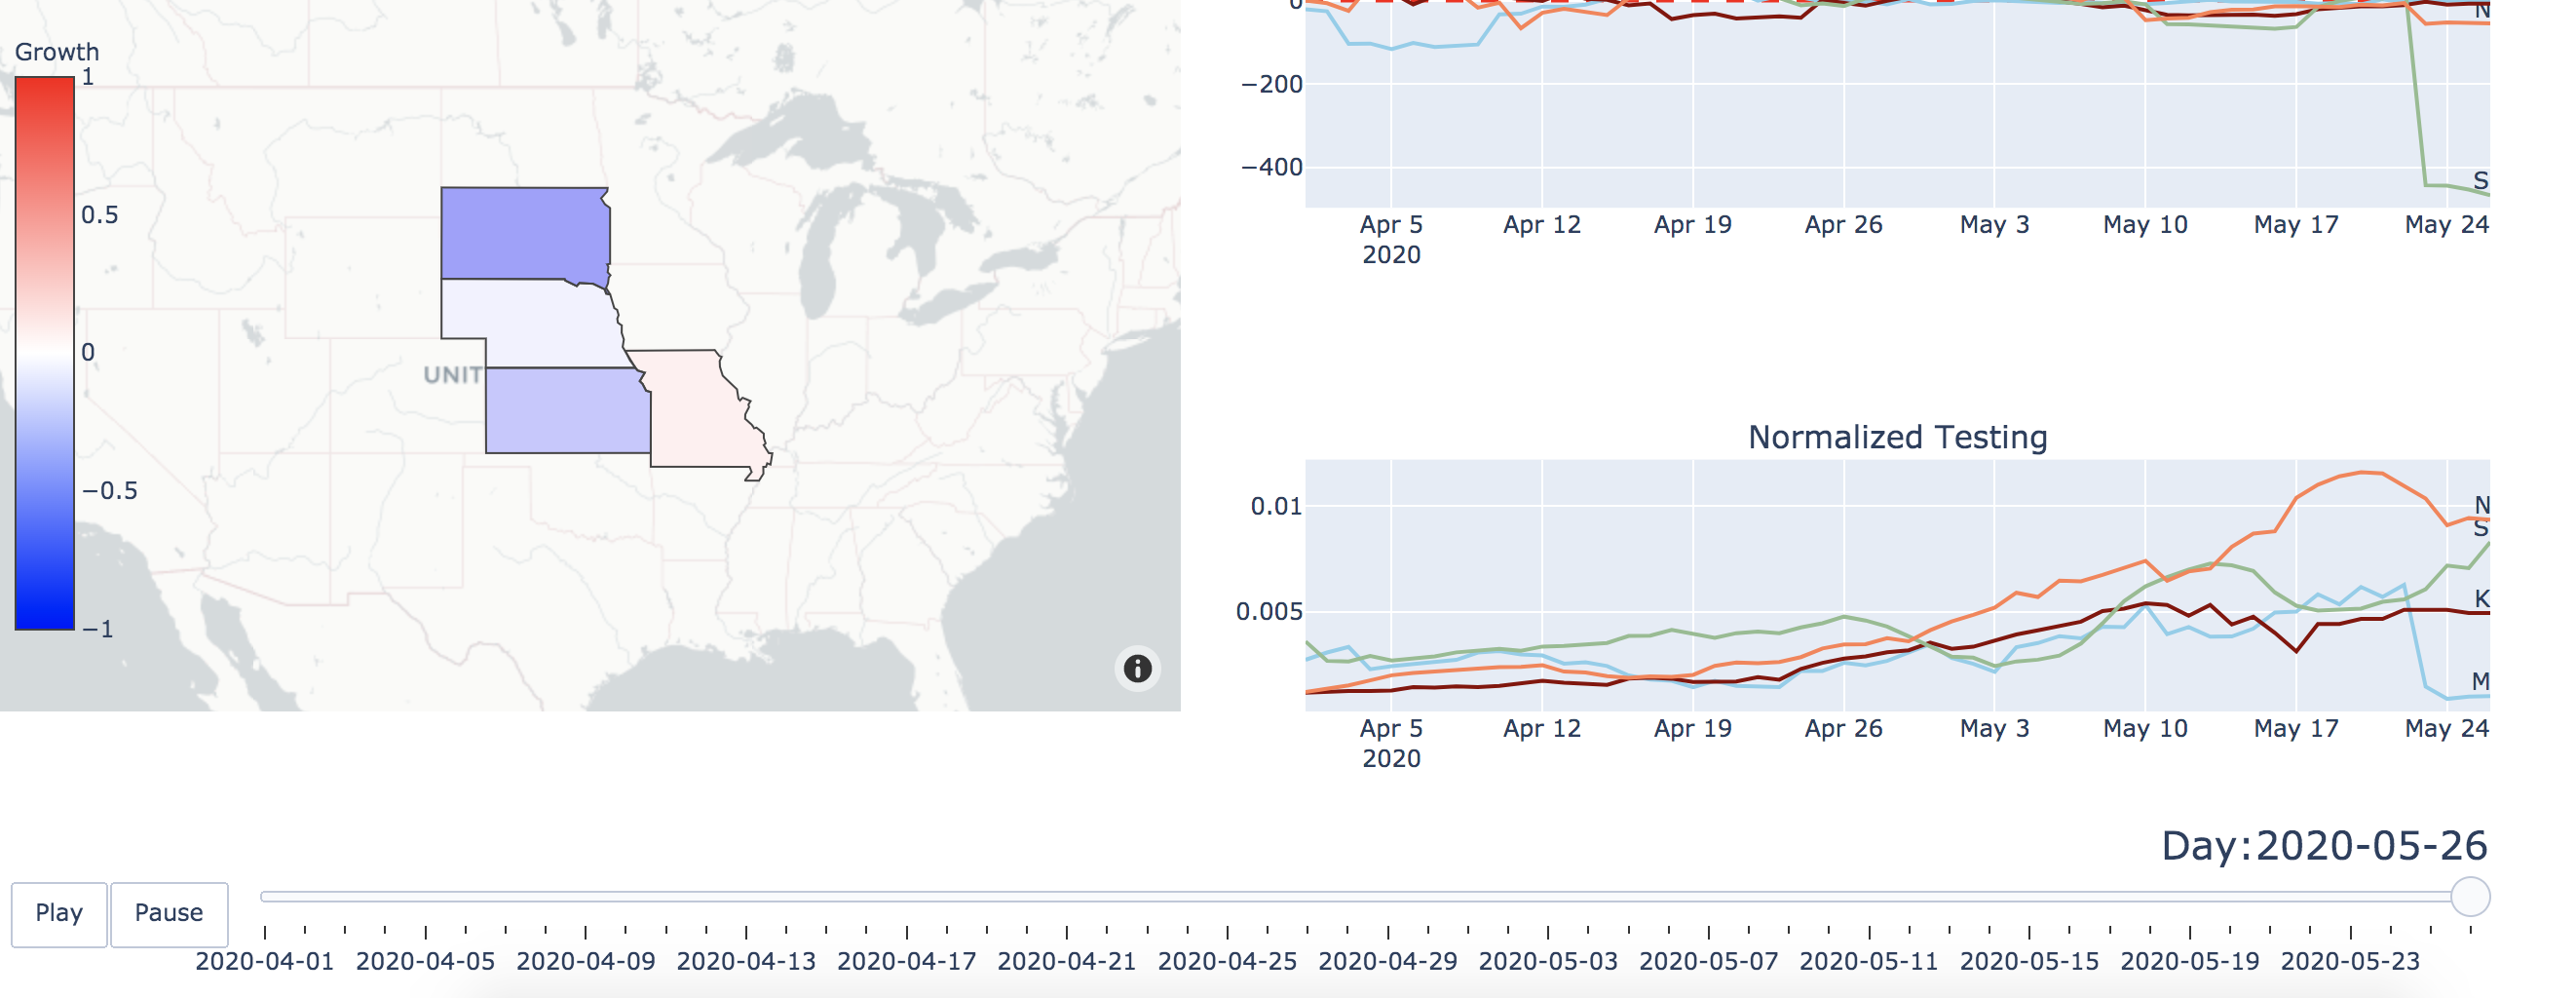 Growth
1
0.5
0
−0.5
−1
UNIT
0
−200
−400
N
S
Apr 5
2020
Apr 12
Apr 19
Apr 26
May 3
May 10
May 17
May 24
Normalized Testing
0.01
0.005
N
S
K
M
Apr 5
2020
Apr 12
Apr 19
Apr 26
May 3
May 10
May 17
May 24
Day:2020-05-26
Play
Pause
2020-04-01
2020-04-05
2020-04-09
2020-04-13
2020-04-17
2020-04-21
2020-04-25
2020-04-29
2020-05-03
2020-05-07
2020-05-11
2020-05-15
2020-05-19
2020-05-23